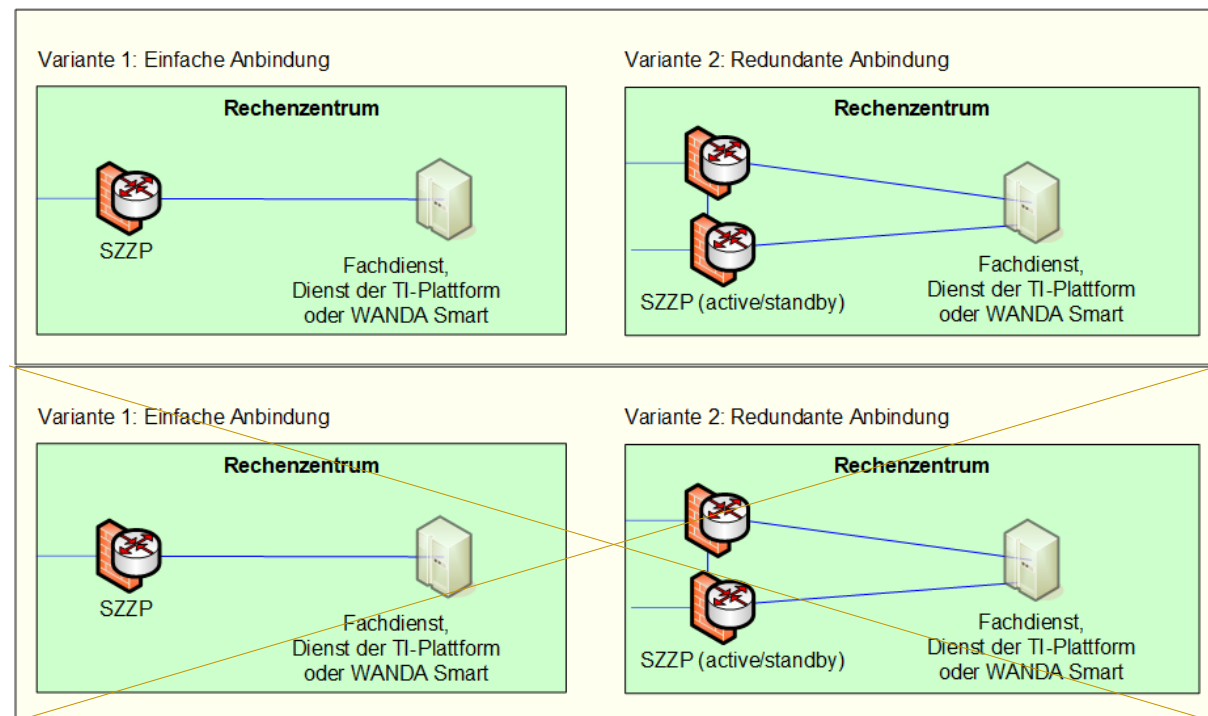 Variante 1: Einfache Anbindung
Rechenzentrum
SZZP
Fachdienst,
Dienst der TI-Plattform
oder WANDA Smart
Variante 2: Redundante Anbindung
Rechenzentrum
SZZP (active/standby)
Fachdienst,
Dienst der TI-Plattform
oder WANDA Smart
Variante 1: Einfache Anbindung
Rechenzentrum
SZZP
Fachdienst,
Dienst der TI-Plattform
oder WANDA Smart
Variante 2: Redundante Anbindung
Rechenzentrum
SZZP (active/standby)
Fachdienst,
Dienst der TI-Plattform
oder WANDA Smart